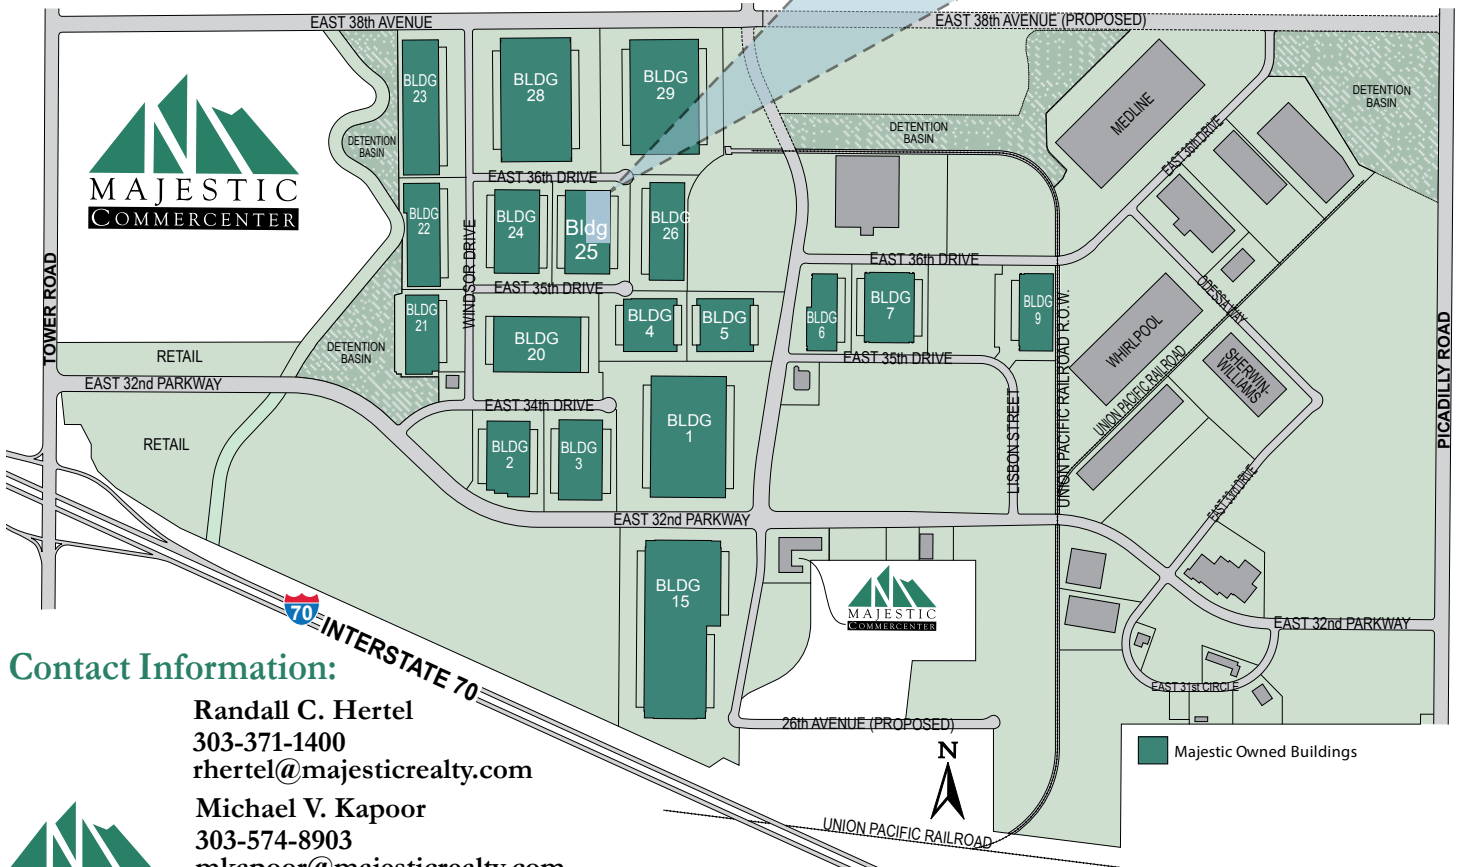 EAST 38th AVENUE
EAST 38th AVENUE (PROPOSED)
BLDG
23
BLDG
28
BLDG
29
MEDLINE
DETENTION
BASIN
DETENTION
BASIN
DETENTION
BASIN
EAST 36th DRIVE
MAJESTIC
COMMERCENTER
EAST 36th DRIVE
BLDG
22
BLDG
24
Bldg
25
BLDG
26
WINDSOR DRIVE
TOWER ROAD
EAST 36th DRIVE
EAST 35th DRIVE
BLDG
21
BLDG
20
BLDG
4
BLDG
5
BLDG
6
BLDG
7
BLDG
9
ODESSA WAY
WHIRLPOOL
UNION PACIFIC RAILROAD
SHERWIN-
WILLIAMS
PICADILLY ROAD
UNION PACIFIC RAILROAD R.O.W.
DETENTION
BASIN
RETAIL
EAST 35th DRIVE
EAST 32nd PARKWAY
EAST 34th DRIVE
LISBON STREET
RETAIL
BLDG
2
BLDG
3
BLDG
1
EAST 33rd DRIVE
EAST 32nd PARKWAY
BLDG
15
MAJESTIC
COMMERCENTER
70
INTERSTATE 70
EAST 32nd PARKWAY
EAST 31st CIRCLE
26th AVENUE (PROPOSED)
N
Majestic Owned Buildings
UNION PACIFIC RAILROAD
Contact Information:
Randall C. Hertel
303-371-1400
rhertel@majesticrealty.com
Michael V. Kapoor
303-574-8903
mkapoor@majesticrealty.com